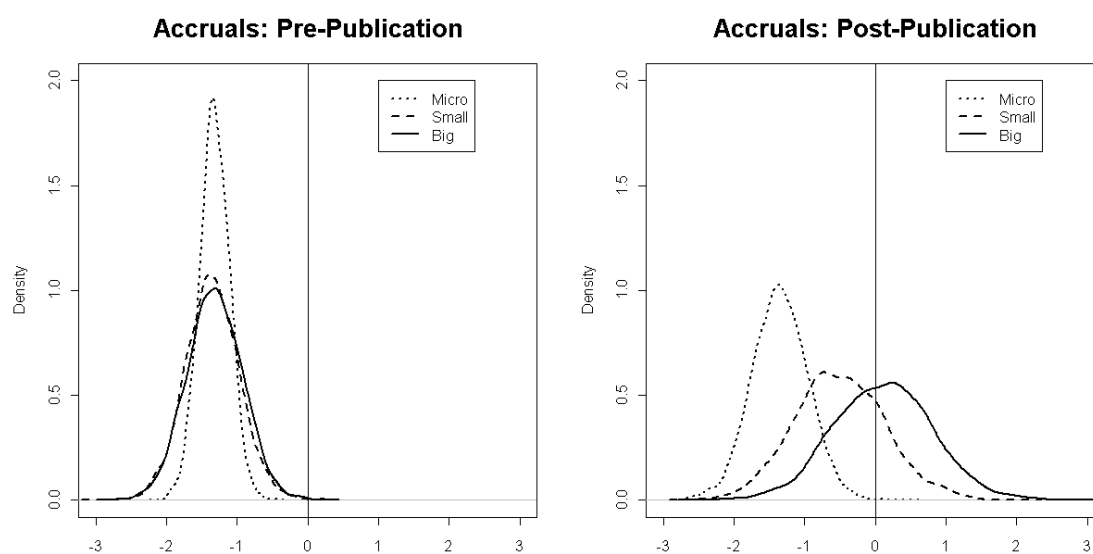 Accruals: Pre-Publication
Density
2.0
1.5
1.0
0.5
0.0
Micro
Small
Big
-3 -2 -1 0 1 2 3
Accruals: Post-Publication
Density
2.0
1.5
1.0
0.5
0.0
Micro
Small
Big
-3 -2 -1 0 1 2 3